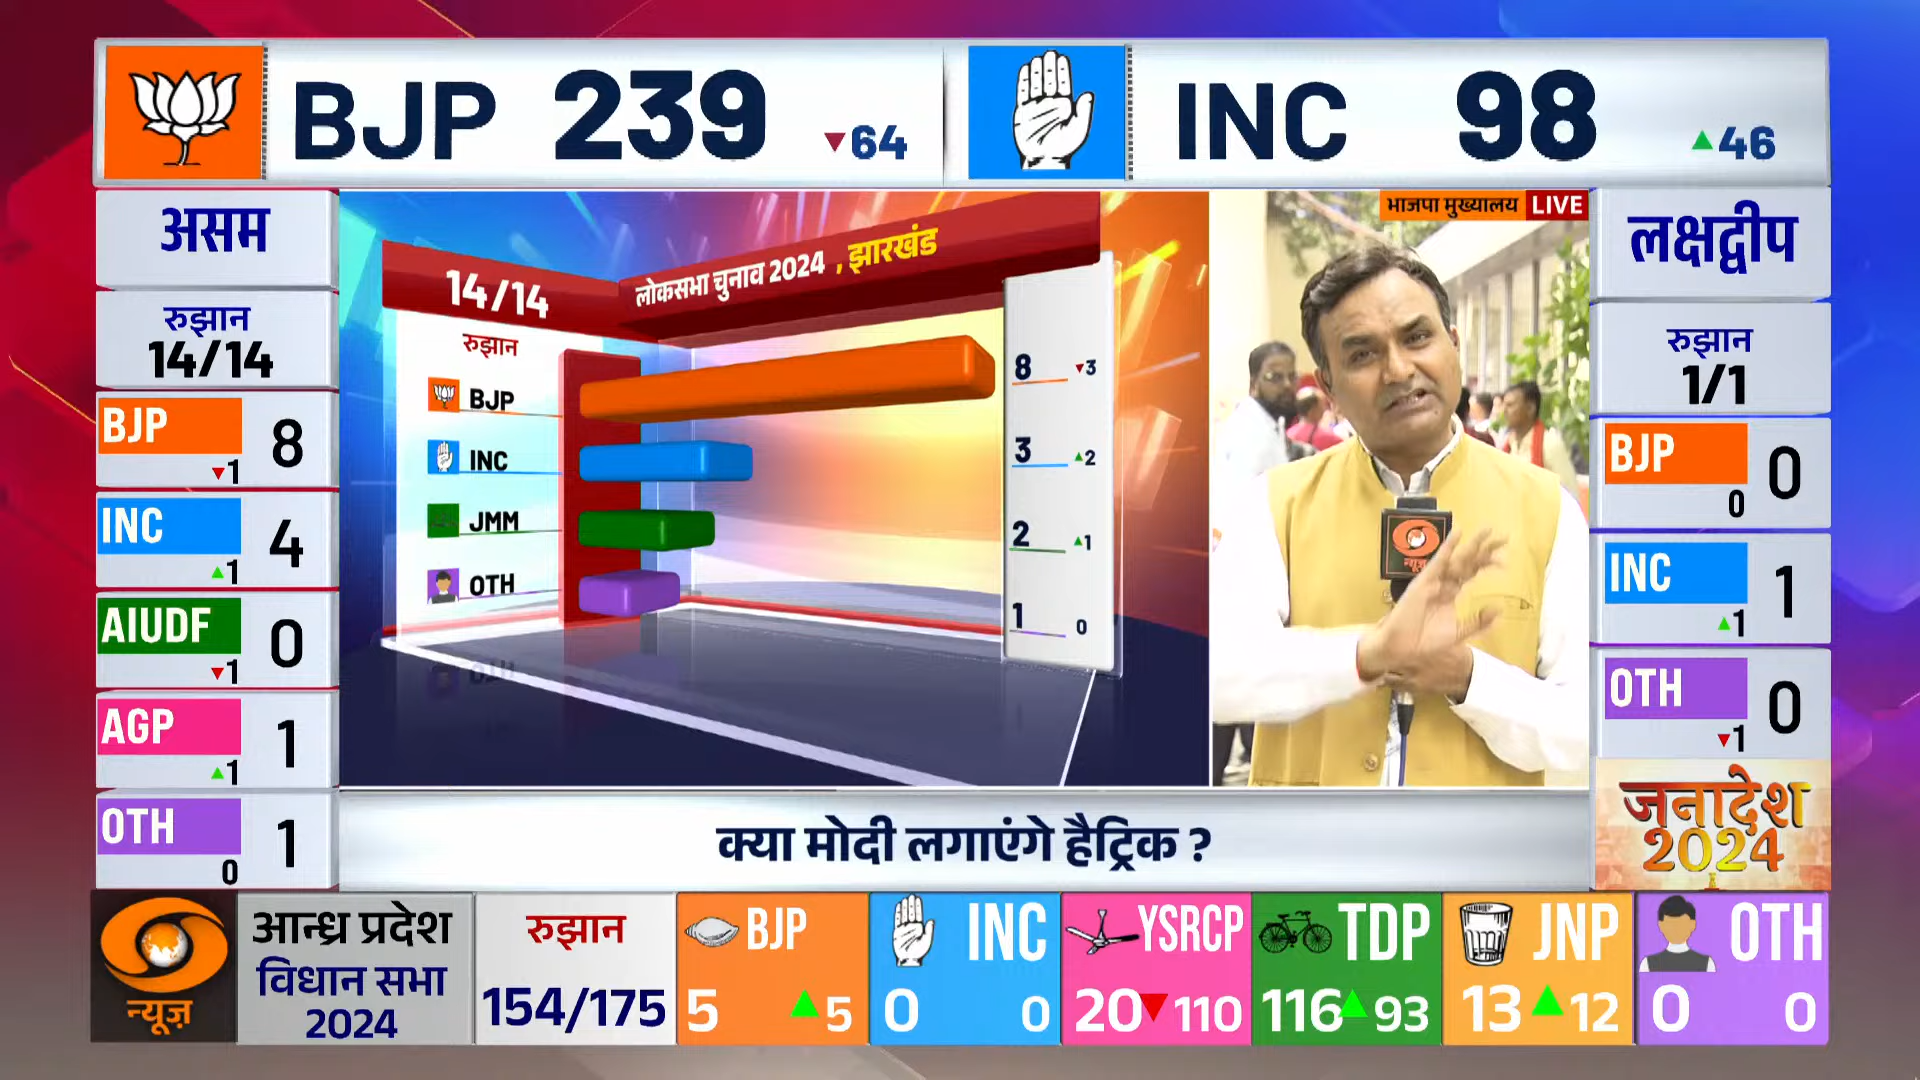 BJP 239 ▼64
INC 98 ▲46
असम
रुझान
14/14
BJP 8
▼1
INC 4
▲1
AIUDF 0
▼1
AGP 1
▲1
OTH 1
0
14/14
लोकसभा चुनाव 2024 , झारखंड
रुझान
BJP 8 ▼3
INC 3 ▲2
JMM 2 ▲1
OTH 1 0
भाजपा मुख्यालय LIVE
न्यूज़
लक्षद्वीप
रुझान
1/1
BJP 0
0
INC 1
▲1
OTH 0
▼1
जनादेश
2024
क्या मोदी लगाएंगे हैट्रिक ?
न्यूज़
आन्ध्र प्रदेश
विधान सभा
2024
रुझान
154/175
BJP
5 ▲5
INC
0 0
YSRCP
20 ▼110
TDP
116 ▲93
JNP
13 ▲12
OTH
0 0